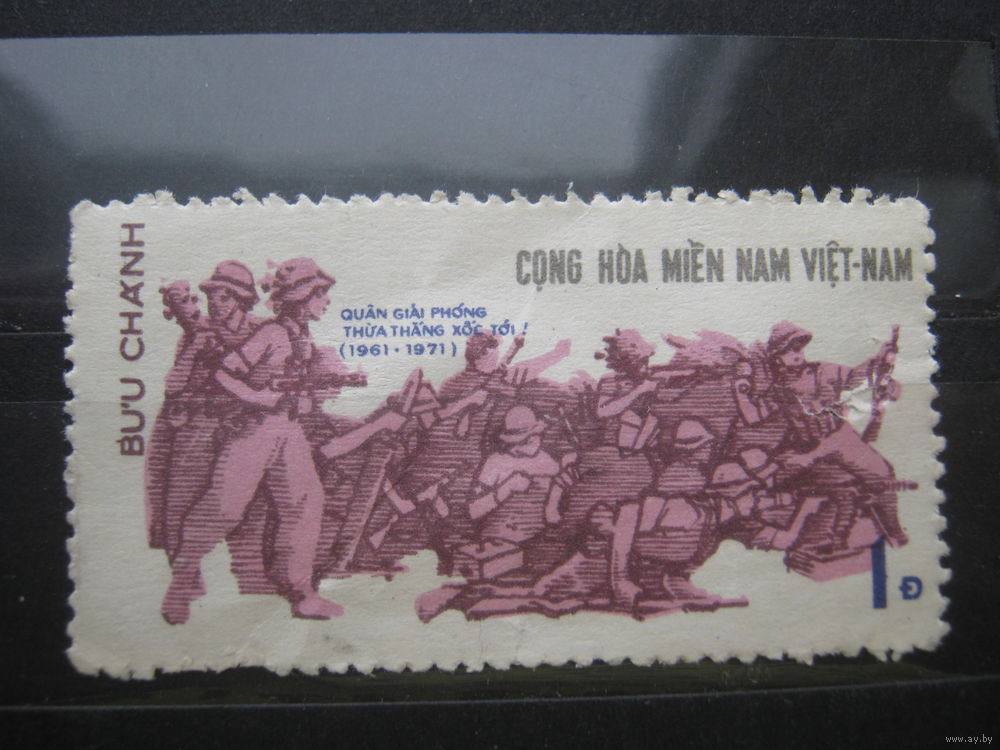 BƯU CHÁNH
CỘNG HÒA MIỀN NAM VIỆT-NAM
QUÂN GIẢI PHÓNG
THỪA THẮNG XỐC TỚI !
(1961 · 1971)
1 Đ
www.ay.by